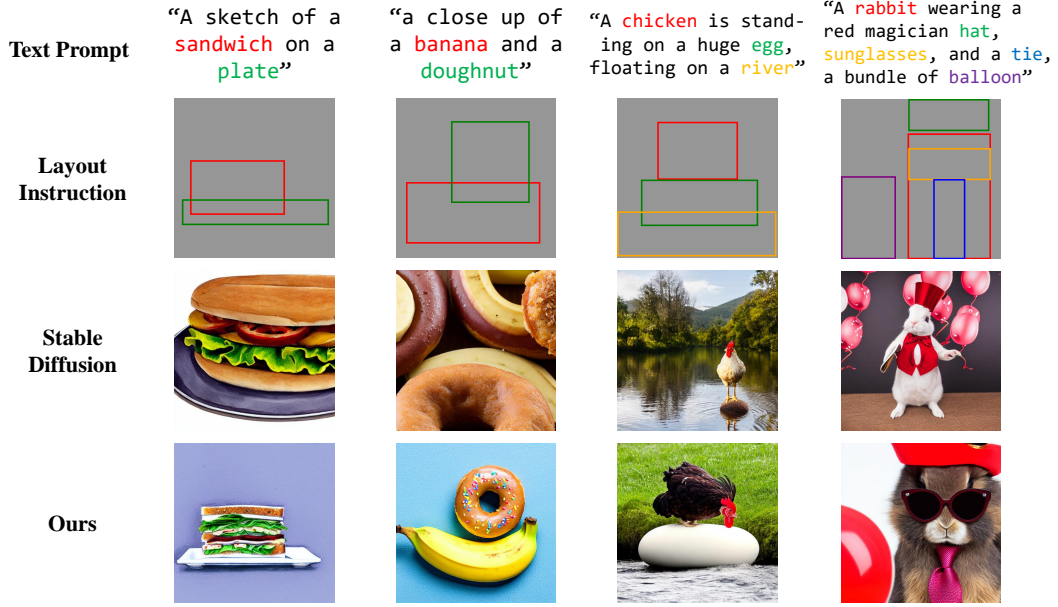 Text Prompt
“A sketch of a
sandwich on a
plate”
“a close up of
a banana and a
doughnut”
“A chicken is stand-
ing on a huge egg,
floating on a river”
“A rabbit wearing a
red magician hat,
sunglasses, and a tie,
a bundle of balloon”
Layout
Instruction
Stable
Diffusion
Ours